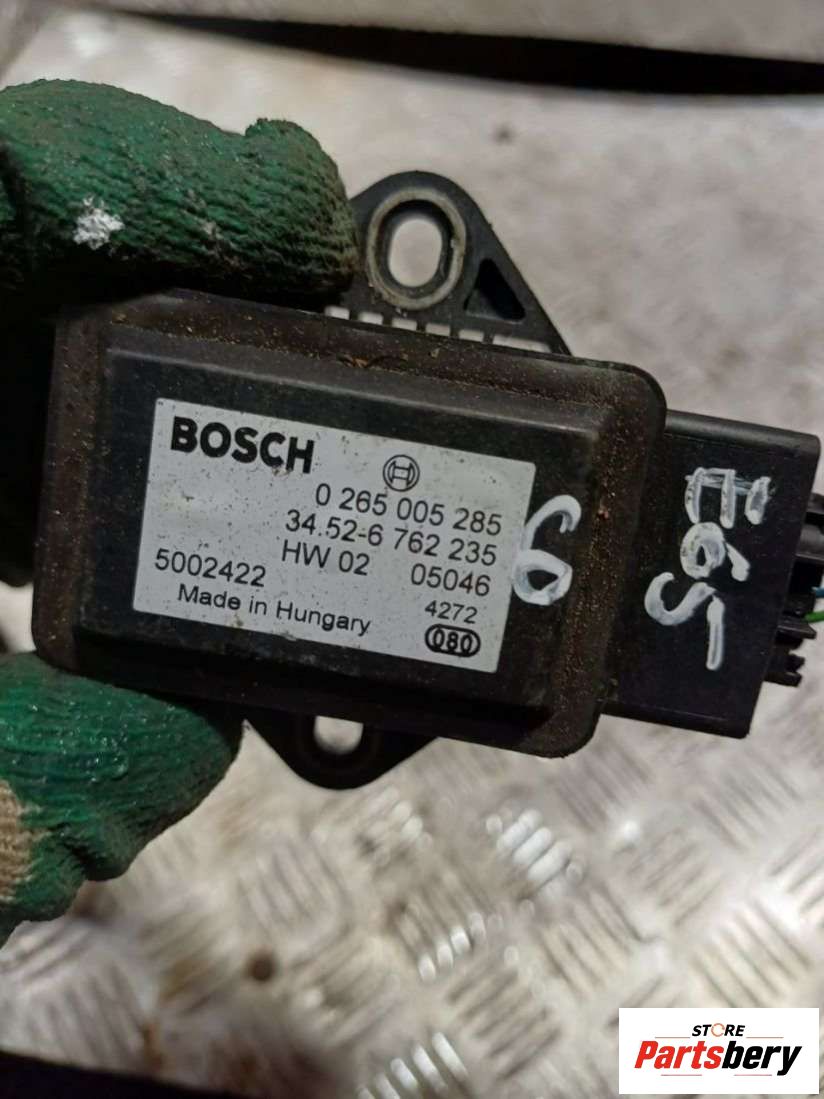 BOSCH
0 265 005 285
34.52-6 762 235
HW 02 05046
5002422 4272
Made in Hungary
080
6
E65
STORE
Partsbery